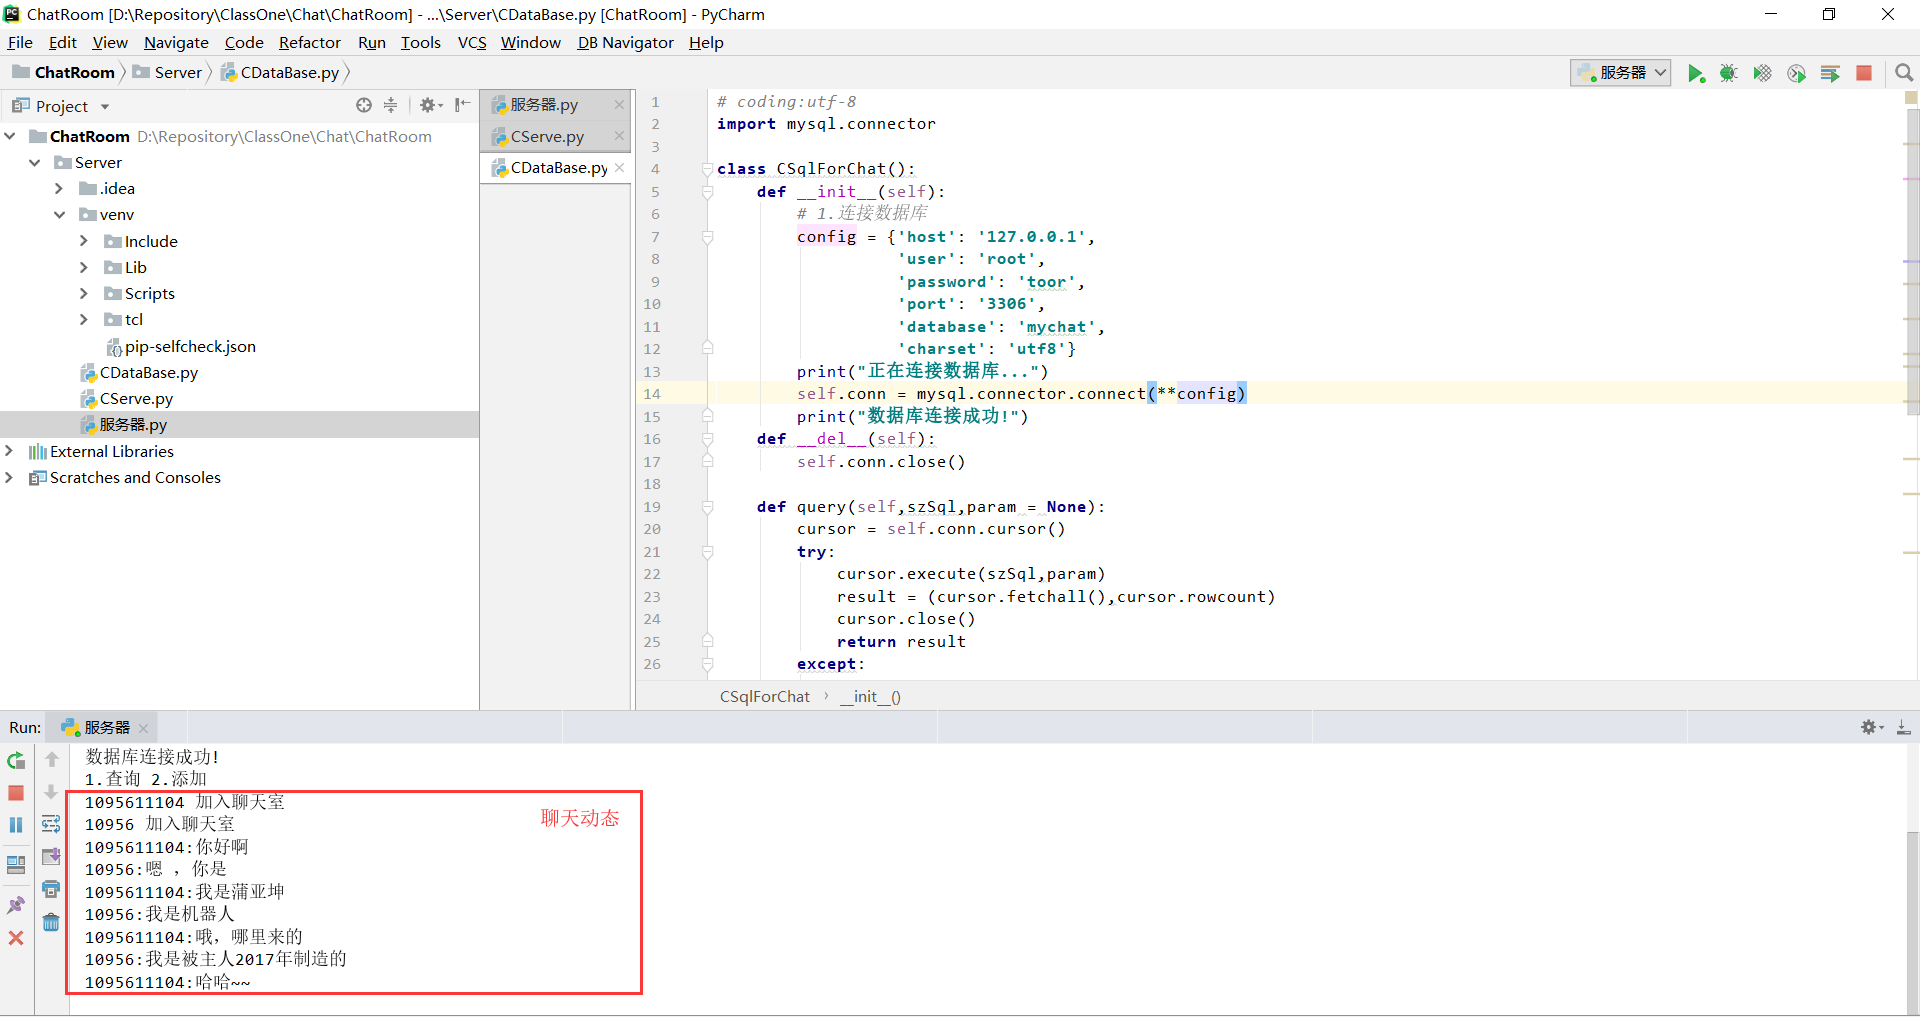 ChatRoom [D:\Repository\ClassOne\Chat\ChatRoom] - ...\Server\CDataBase.py [ChatRoom] - PyCharm
File Edit View Navigate Code Refactor Run Tools VCS Window DB Navigator Help
ChatRoom Server CDataBase.py
服务器
Project
ChatRoom D:\Repository\ClassOne\Chat\ChatRoom
Server
.idea
venv
Include
Lib
Scripts
tcl
pip-selfcheck.json
CDataBase.py
CServe.py
服务器.py
External Libraries
Scratches and Consoles
服务器.py
CServe.py
CDataBase.py
1 # coding:utf-8
2 import mysql.connector
3
4 class CSqlForChat():
5     def __init__(self):
6         # 1.连接数据库
7         config = {'host': '127.0.0.1',
8                   'user': 'root',
9                   'password': 'toor',
10                   'port': '3306',
11                   'database': 'mychat',
12                   'charset': 'utf8'}
13         print("正在连接数据库...")
14         self.conn = mysql.connector.connect(**config)
15         print("数据库连接成功!")
16     def __del__(self):
17         self.conn.close()
18
19     def query(self,szSql,param = None):
20         cursor = self.conn.cursor()
21         try:
22             cursor.execute(szSql,param)
23             result = (cursor.fetchall(),cursor.rowcount)
24             cursor.close()
25             return result
26         except:
CSqlForChat › __init__()
Run: 服务器
数据库连接成功!
1.查询 2.添加
1095611104 加入聊天室
10956 加入聊天室
1095611104:你好啊
10956:嗯 ，你是
1095611104:我是蒲亚坤
10956:我是机器人
1095611104:哦，哪里来的
10956:我是被主人2017年制造的
1095611104:哈哈~~
聊天动态